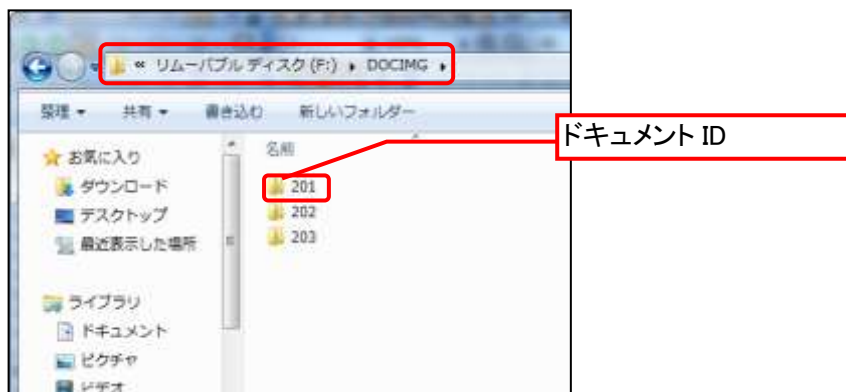 « リムーバブル ディスク (F:) ▸ DOCIMG ▸
整理 ▾ 共有 ▾ 書き込む 新しいフォルダー
ドキュメント ID
お気に入り
ダウンロード
デスクトップ
最近表示した場所
ライブラリ
ドキュメント
ピクチャ
ビデオ
名前
201
202
203